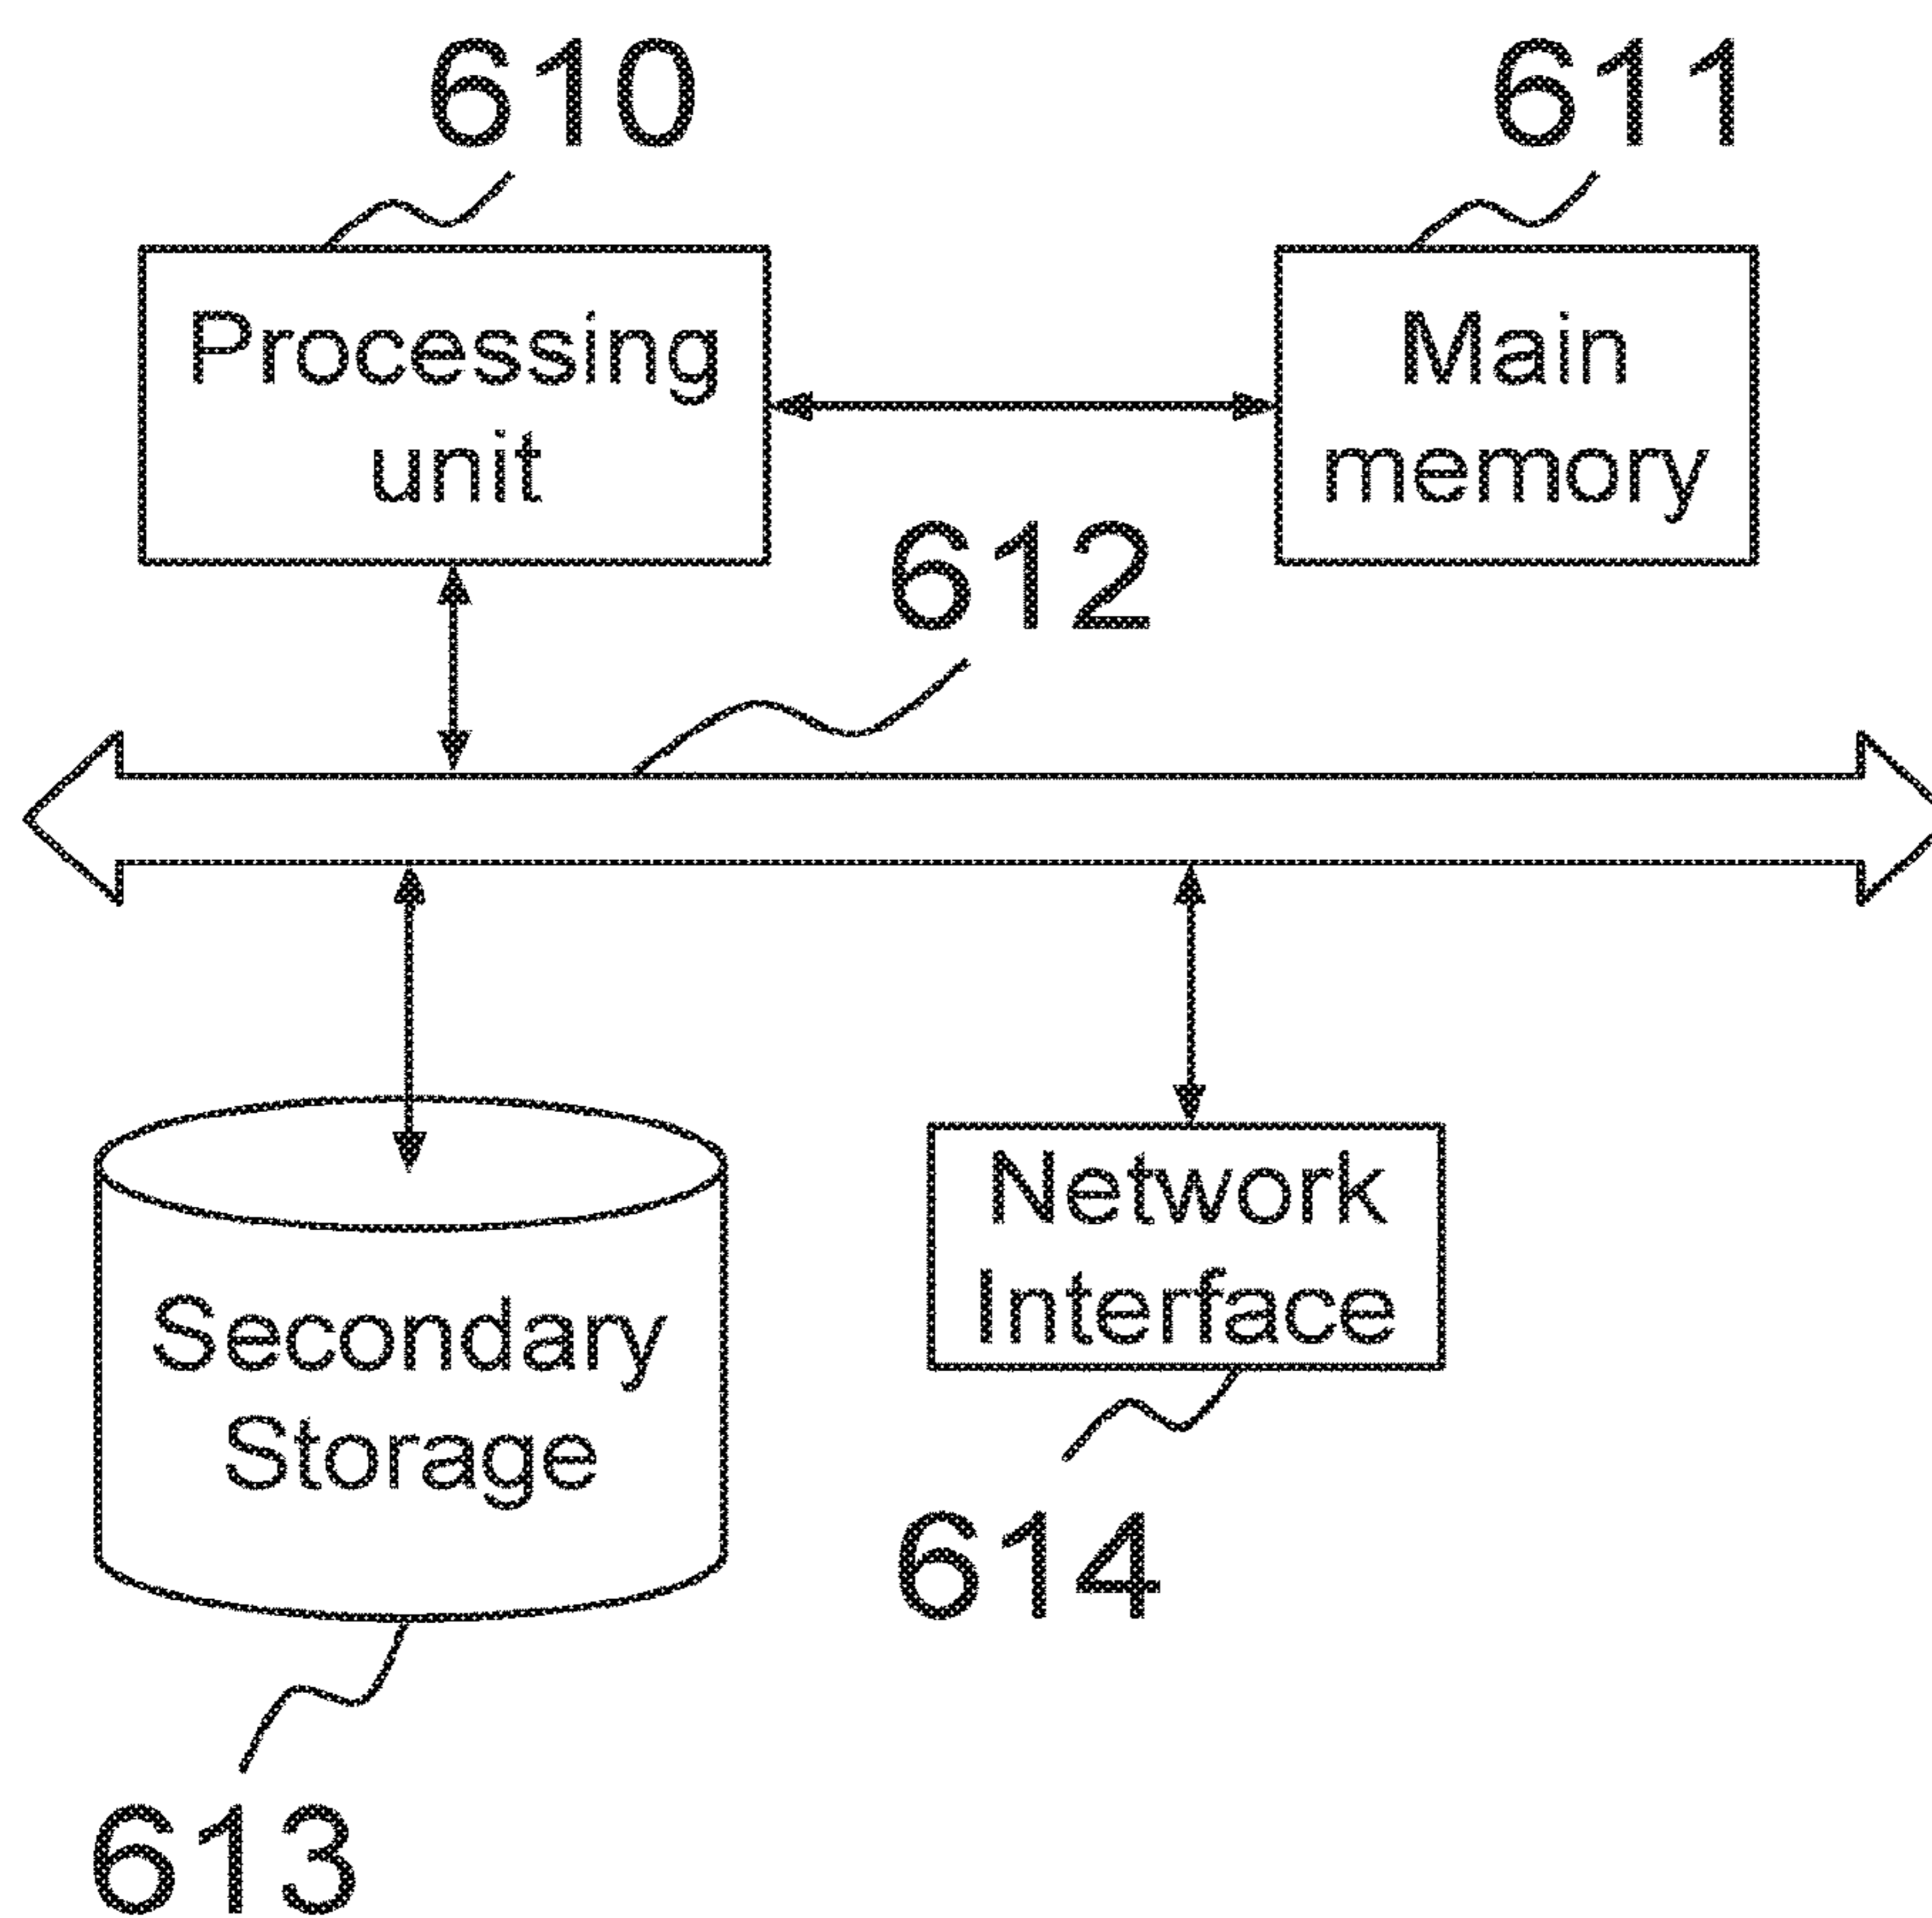 610
611
Processing
unit
Main
memory
612
Network
Interface
Secondary
Storage
614
613